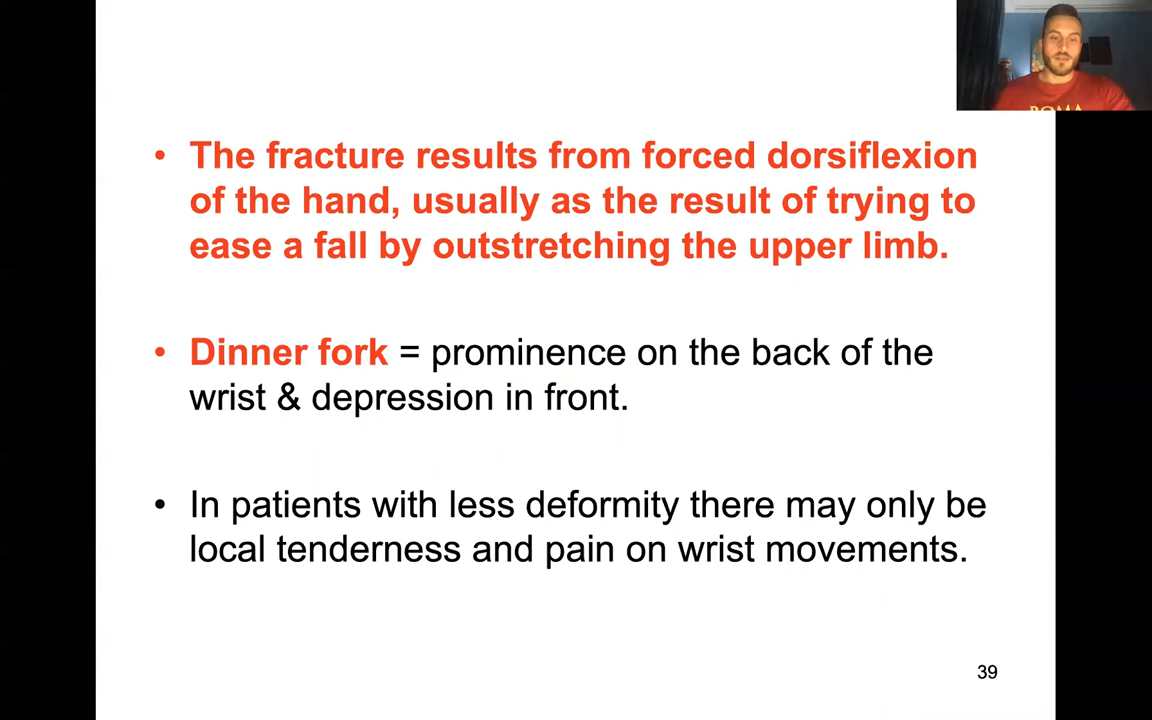 ROMA
• The fracture results from forced dorsiflexion
of the hand, usually as the result of trying to
ease a fall by outstretching the upper limb.
• Dinner fork = prominence on the back of the
wrist & depression in front.
• In patients with less deformity there may only be
local tenderness and pain on wrist movements.
39